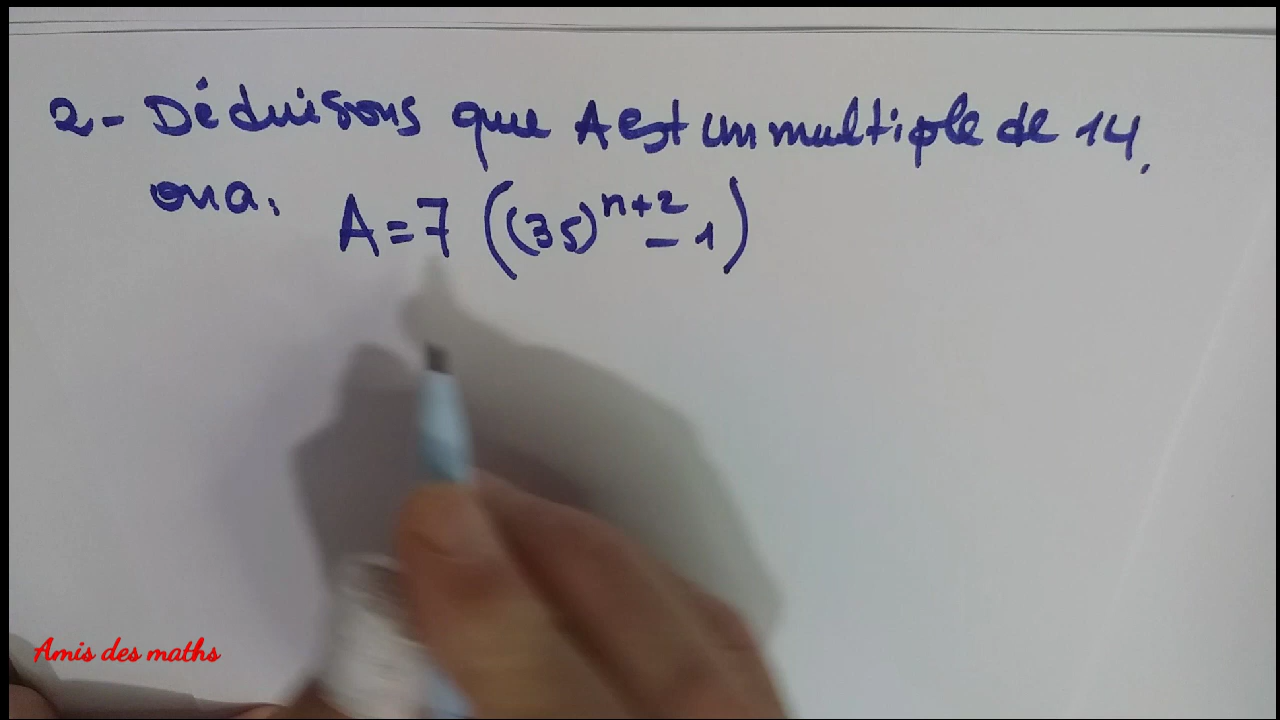 2- Déduisons que A est un multiple de 14.
on a: A = 7 ((35)^{n+2} - 1)
Amis des maths